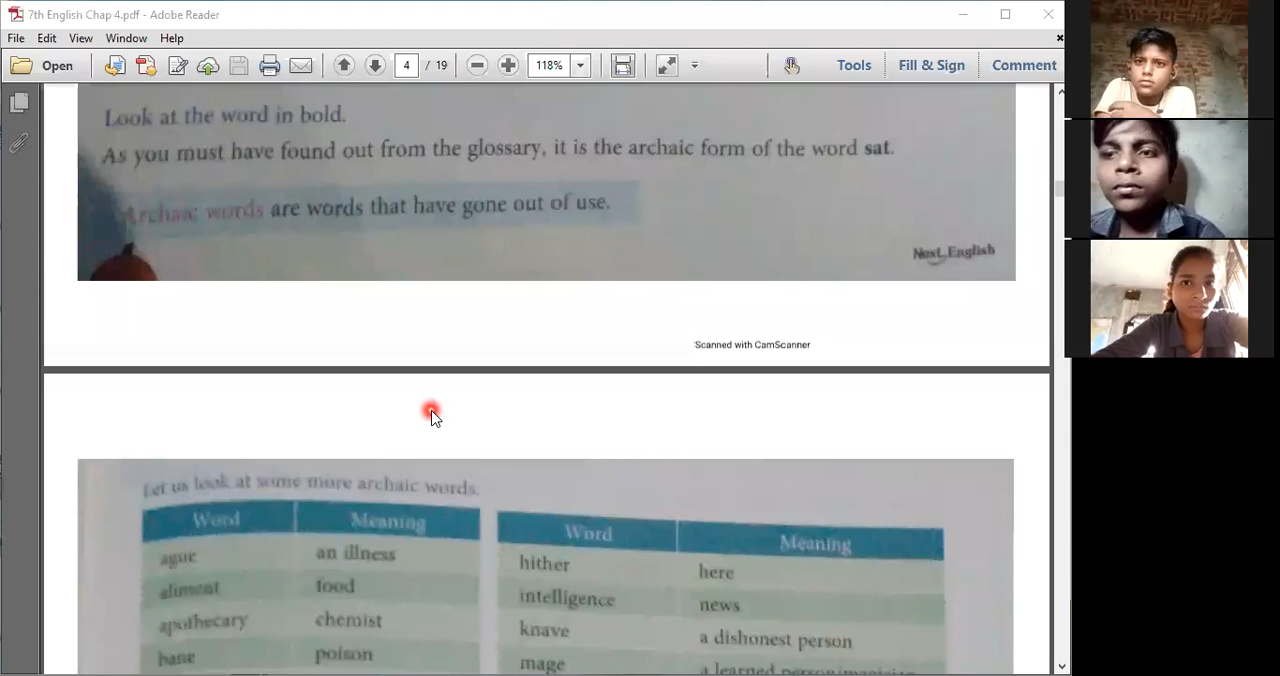 7th English Chap 4.pdf - Adobe Reader
File Edit View Window Help
Open 4 / 19 118% Tools Fill & Sign Comment
Look at the word in bold.
As you must have found out from the glossary, it is the archaic form of the word sat.
Archaic words are words that have gone out of use.
Next English
Scanned with CamScanner
Let us look at some more archaic words.
Word Meaning
ague an illness
aliment food
apothecary chemist
bane poison
Word Meaning
hither here
intelligence news
knave a dishonest person
mage a learned person/magician